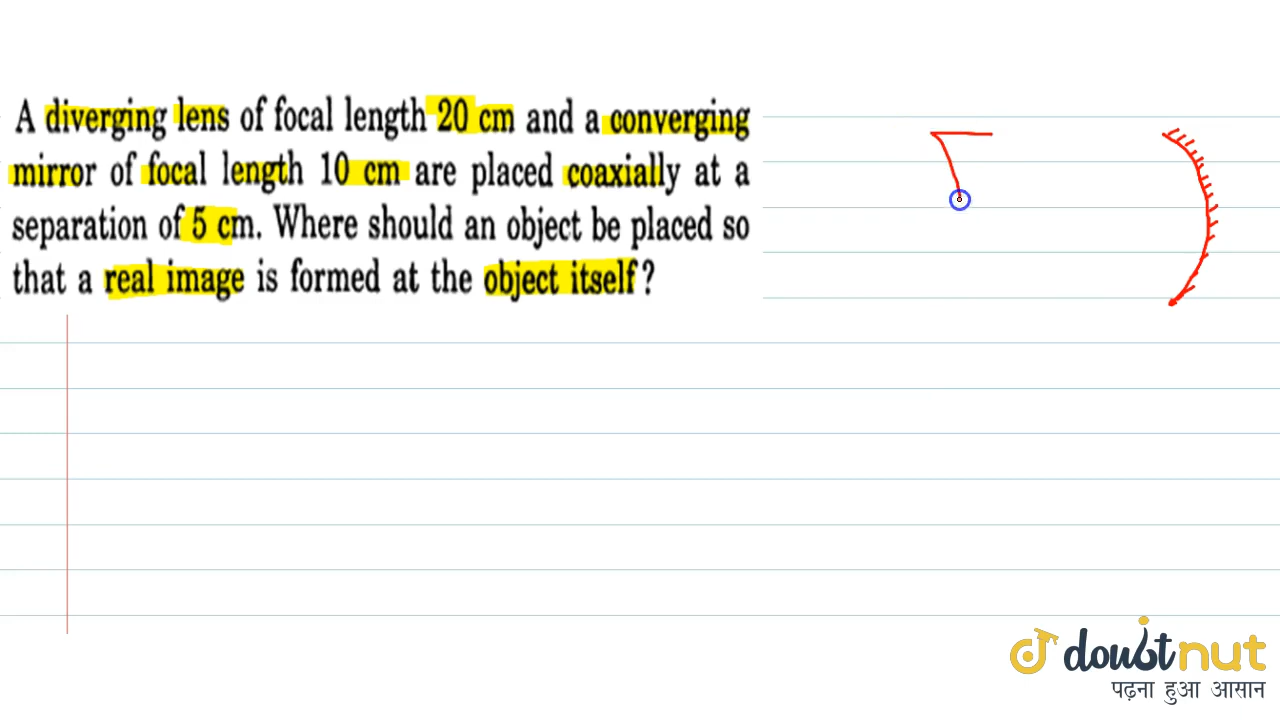 A diverging lens of focal length 20 cm and a converging
mirror of focal length 10 cm are placed coaxially at a
separation of 5 cm. Where should an object be placed so
that a real image is formed at the object itself?
doubtnut
पढ़ना हुआ आसान